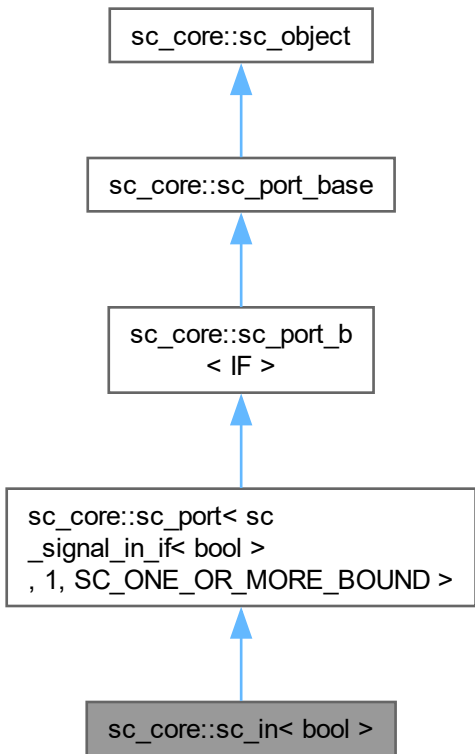 sc_core::sc_object
sc_core::sc_port_base
sc_core::sc_port_b
< IF >
sc_core::sc_port< sc
_signal_in_if< bool >
, 1, SC_ONE_OR_MORE_BOUND >
sc_core::sc_in< bool >